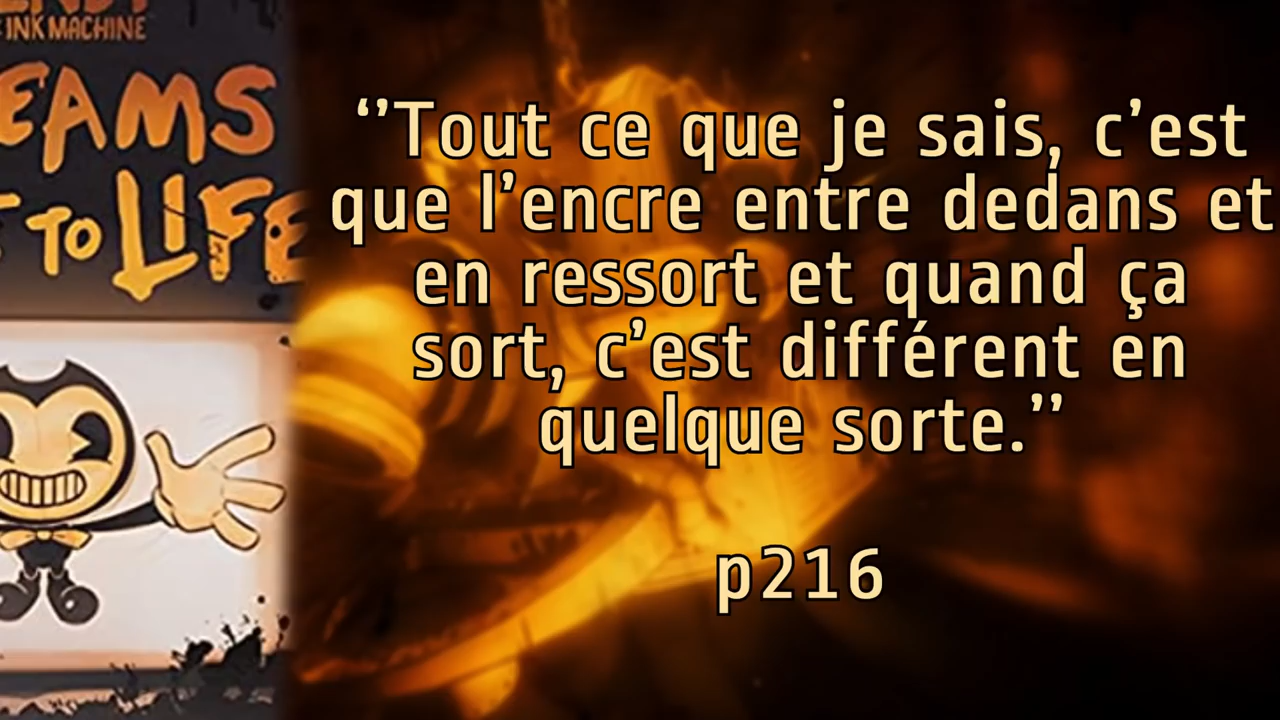 INK MACHINE
EAMS
TO LIFE
‘’Tout ce que je sais, c’est
que l’encre entre dedans et
en ressort et quand ça
sort, c’est différent en
quelque sorte.’’
p216